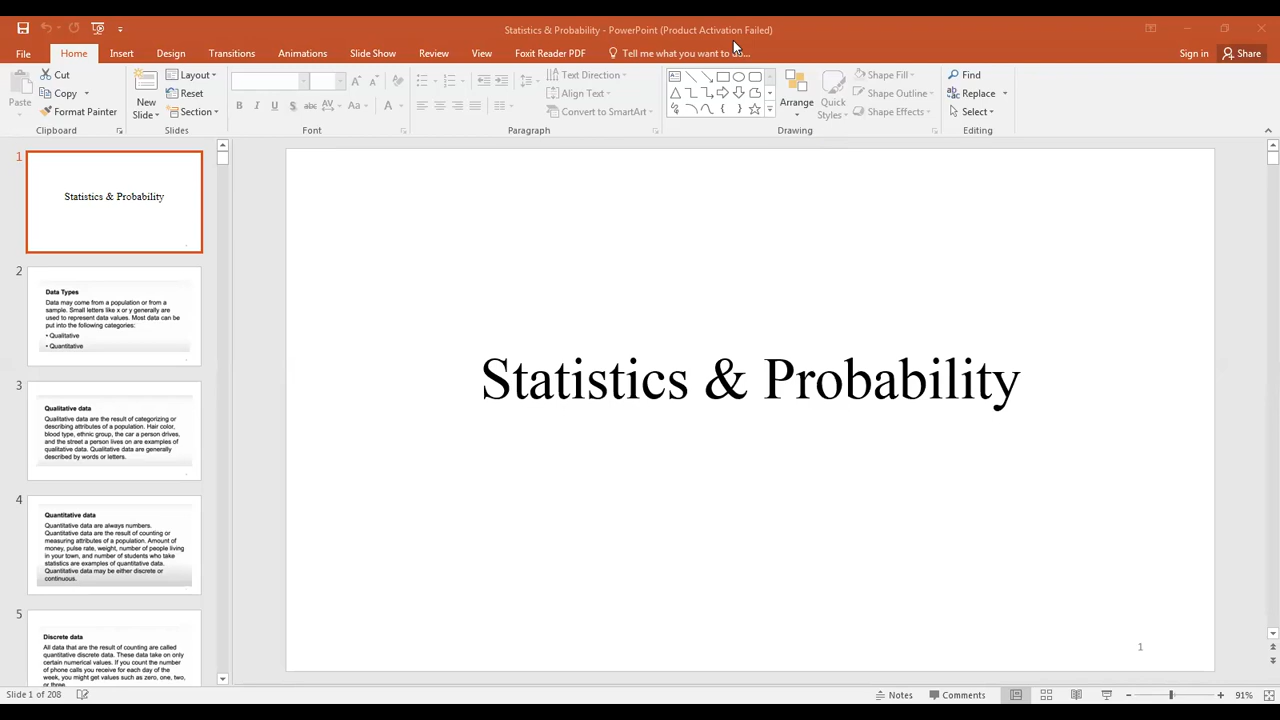 Statistics & Probability - PowerPoint (Product Activation Failed)
File Home Insert Design Transitions Animations Slide Show Review View Foxit Reader PDF Tell me what you want to do... Sign in Share
Paste
Cut
Copy
Format Painter
Clipboard
New Slide
Layout
Reset
Section
Slides
B I U S abc AV Aa A
Font
Text Direction
Align Text
Convert to SmartArt
Paragraph
Arrange
Quick Styles
Shape Fill
Shape Outline
Shape Effects
Drawing
Find
Replace
Select
Editing
1
Statistics & Probability
2
Data Types
Data may come from a population or from a
sample. Small letters like x or y generally are
used to represent data values. Most data can be
put into the following categories:
• Qualitative
• Quantitative
3
Qualitative data
Qualitative data are the result of categorizing or
describing attributes of a population. Hair color,
blood type, ethnic group, the car a person drives,
and the street a person lives on are examples of
qualitative data. Qualitative data are generally
described by words or letters.
4
Quantitative data
Quantitative data are always numbers.
Quantitative data are the result of counting or
measuring attributes of a population. Amount of
money, pulse rate, weight, number of people living
in your town, and number of students who take
statistics are examples of quantitative data.
Quantitative data may be either discrete or
continuous.
5
Discrete data
All data that are the result of counting are called
quantitative discrete data. These data take on only
certain numerical values. If you count the number
of phone calls you receive for each day of the
week, you might get values such as zero, one, two,
or three.
Statistics & Probability
1
Slide 1 of 208
Notes
Comments
91%